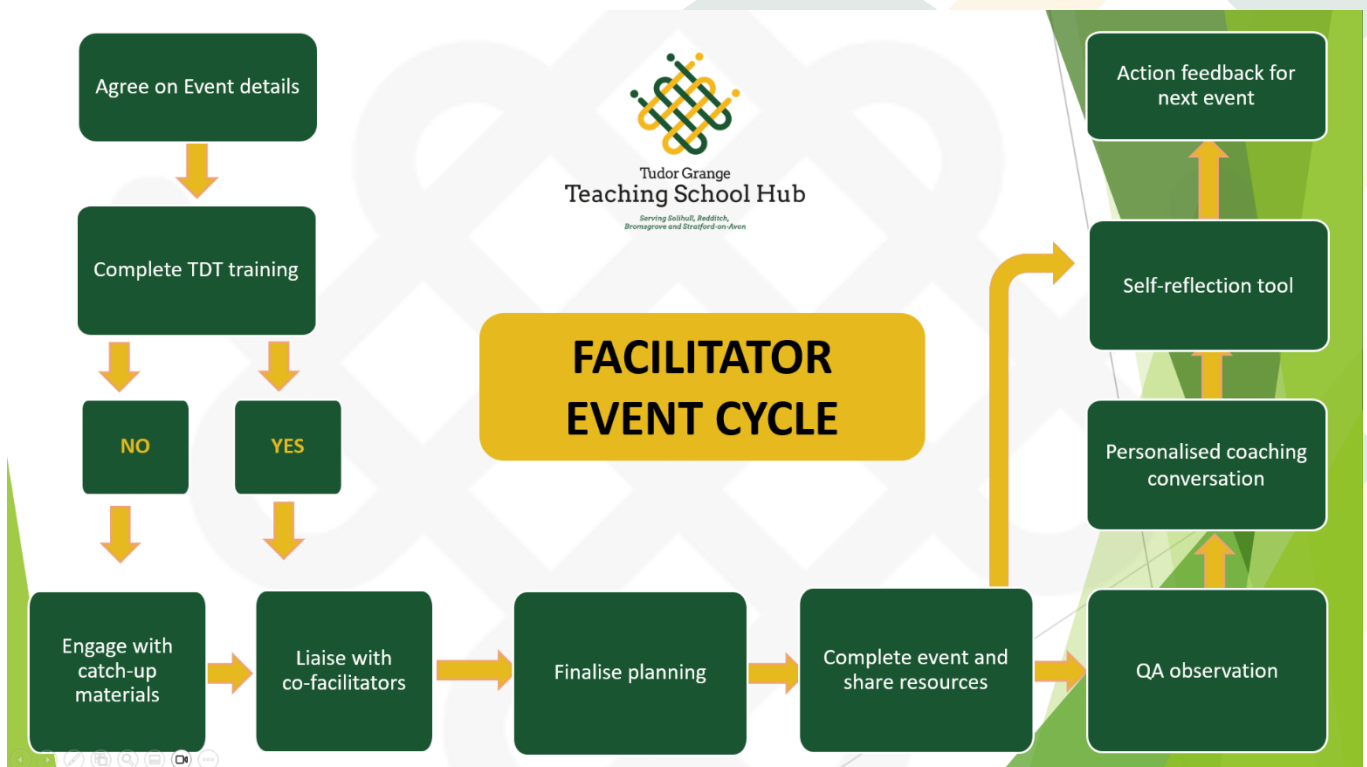 Agree on Event details
Complete TDT training
NO
YES
Engage with
catch-up
materials
Liaise with
co-facilitators
Finalise planning
Complete event and
share resources
QA observation
Personalised coaching
conversation
Self-reflection tool
Action feedback for
next event
Tudor Grange
Teaching School Hub
Serving Solihull, Redditch,
Bromsgrove and Stratford-on-Avon
FACILITATOR
EVENT CYCLE